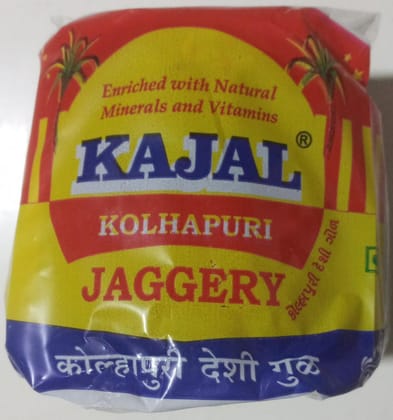 Enriched with Natural
Minerals and Vitamins
KAJAL®
KOLHAPURI
JAGGERY
કોલ્હાપુરી દેશી ગોળ
कोल्हापुरी देशी गुळ